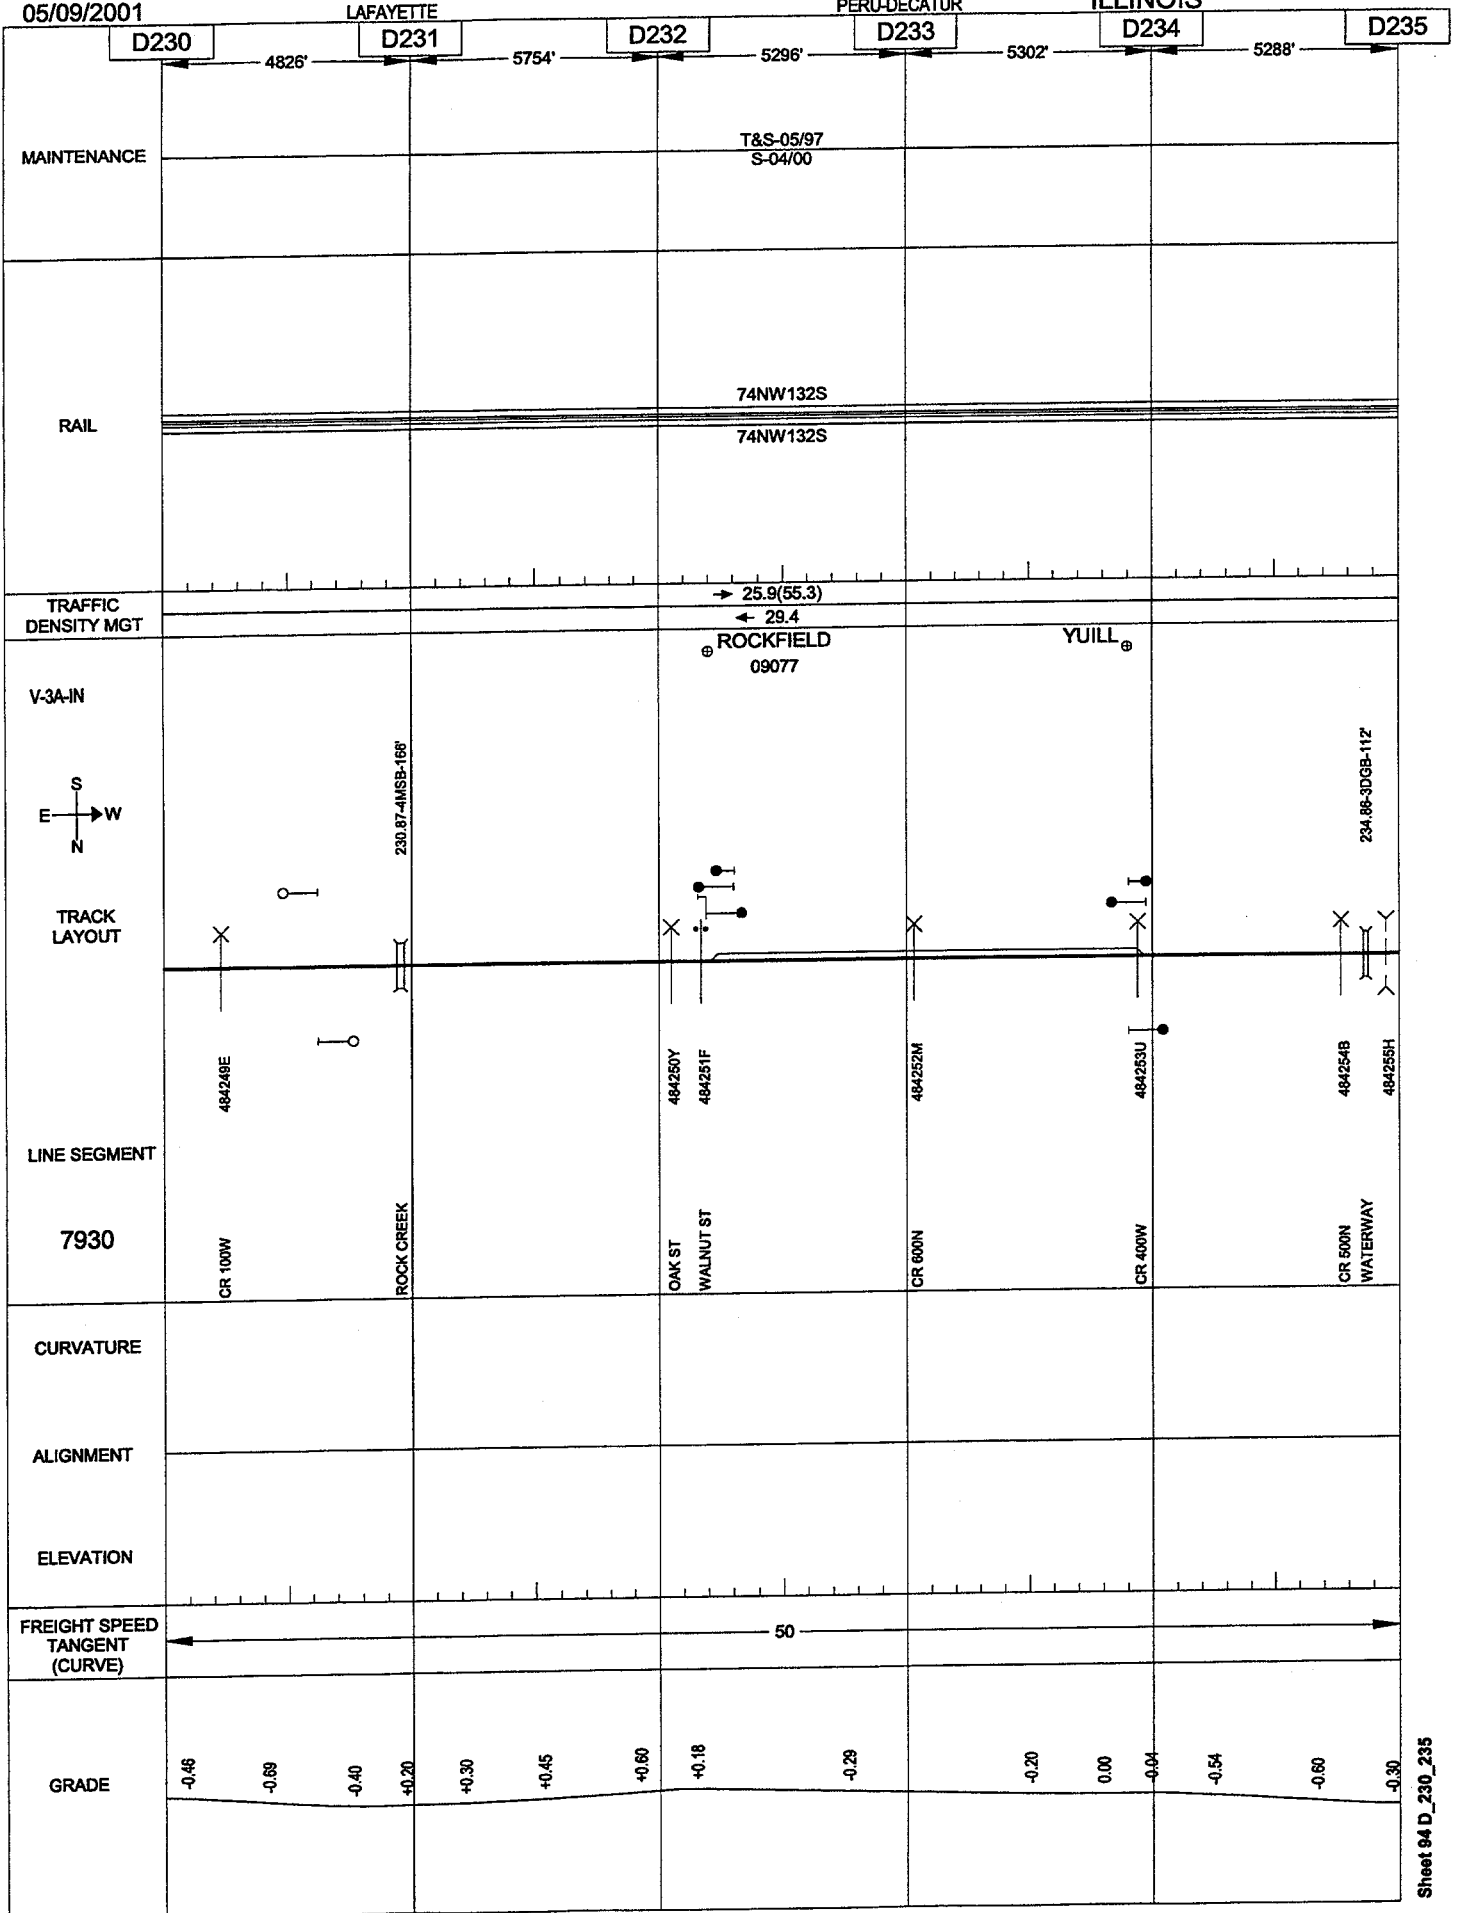 05/09/2001
LAFAYETTE
PERU-DECATUR
ILLINOIS
D230
D231
D232
D233
D234
D235
4826'
5754'
5296'
5302'
5288'
MAINTENANCE
T&S-05/97
S-04/00
RAIL
74NW132S
74NW132S
TRAFFIC
DENSITY MGT
25.9(55.3)
29.4
ROCKFIELD
09077
YUILL
V-3A-IN
S
E
W
N
230.87-4MSB-166'
234.86-3DGB-112'
TRACK
LAYOUT
484249E
484250Y
484251F
484252M
484253U
484254B
484255H
LINE SEGMENT
7930
CR 100W
ROCK CREEK
OAK ST
WALNUT ST
CR 600N
CR 400W
CR 500N
WATERWAY
CURVATURE
ALIGNMENT
ELEVATION
FREIGHT SPEED
TANGENT
(CURVE)
50
GRADE
-0.46
-0.69
-0.40
+0.20
+0.30
+0.45
+0.60
+0.18
-0.29
-0.20
0.00
-0.04
-0.54
-0.60
-0.30
Sheet 94 D_230_235